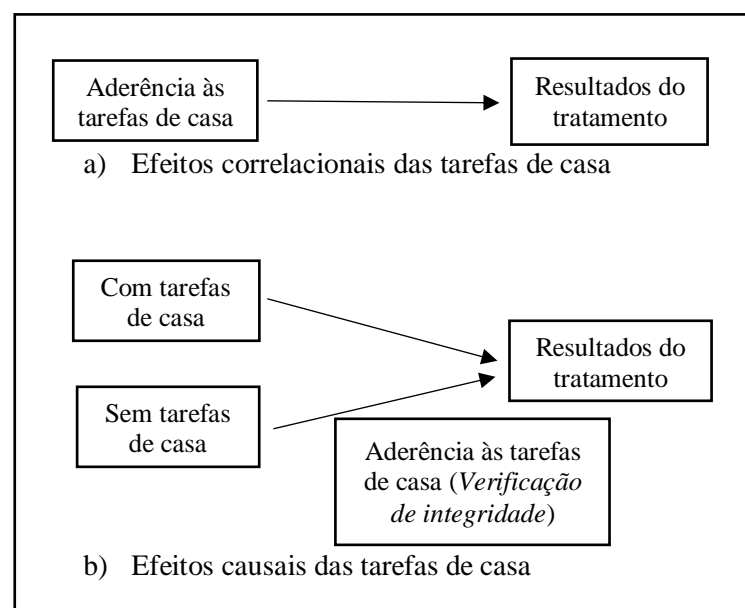 Aderência às
tarefas de casa
Resultados do
tratamento
a) Efeitos correlacionais das tarefas de casa
Com tarefas
de casa
Resultados do
tratamento
Sem tarefas
de casa
Aderência às tarefas
de casa (Verificação
de integridade)
b) Efeitos causais das tarefas de casa